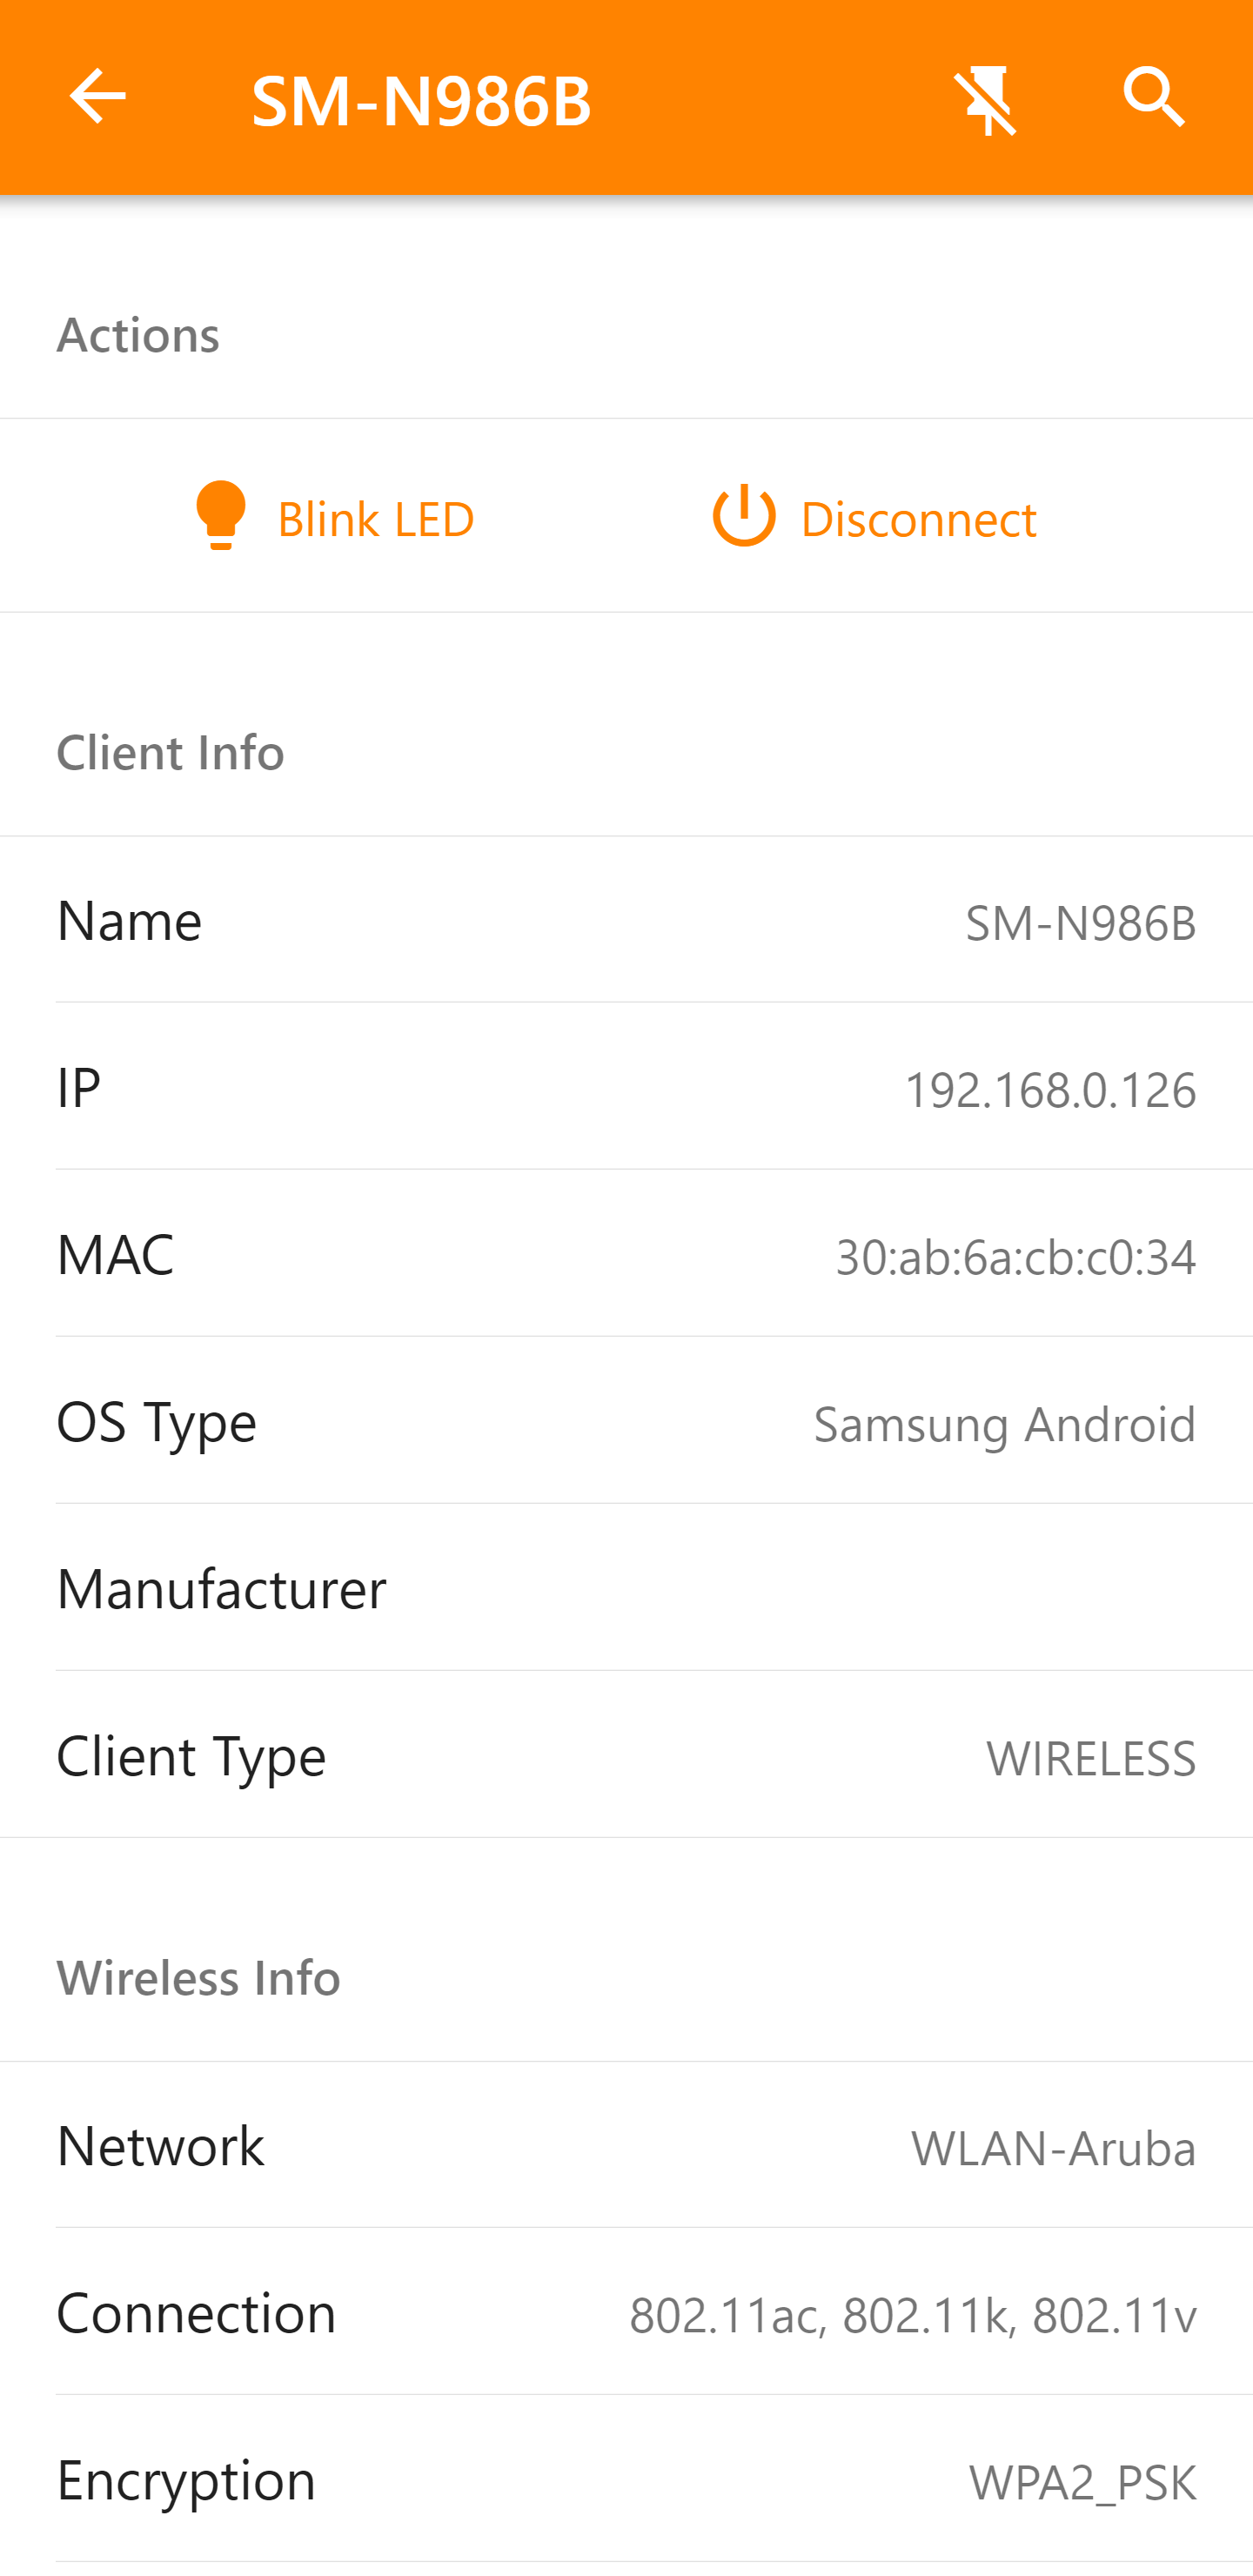 SM-N986B
Actions
Blink LED Disconnect
Client Info
Name SM-N986B
IP 192.168.0.126
MAC 30:ab:6a:cb:c0:34
OS Type Samsung Android
Manufacturer
Client Type WIRELESS
Wireless Info
Network WLAN-Aruba
Connection 802.11ac, 802.11k, 802.11v
Encryption WPA2_PSK